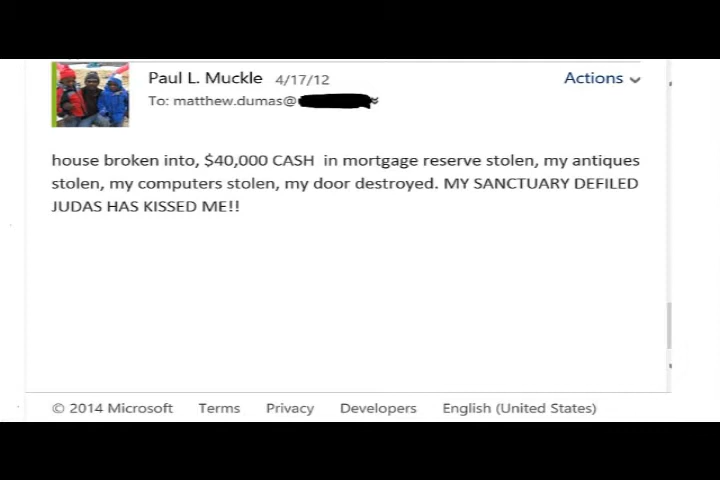 Paul L. Muckle 4/17/12 Actions
To: matthew.dumas@
house broken into, $40,000 CASH in mortgage reserve stolen, my antiques
stolen, my computers stolen, my door destroyed. MY SANCTUARY DEFILED
JUDAS HAS KISSED ME!!
© 2014 Microsoft Terms Privacy Developers English (United States)